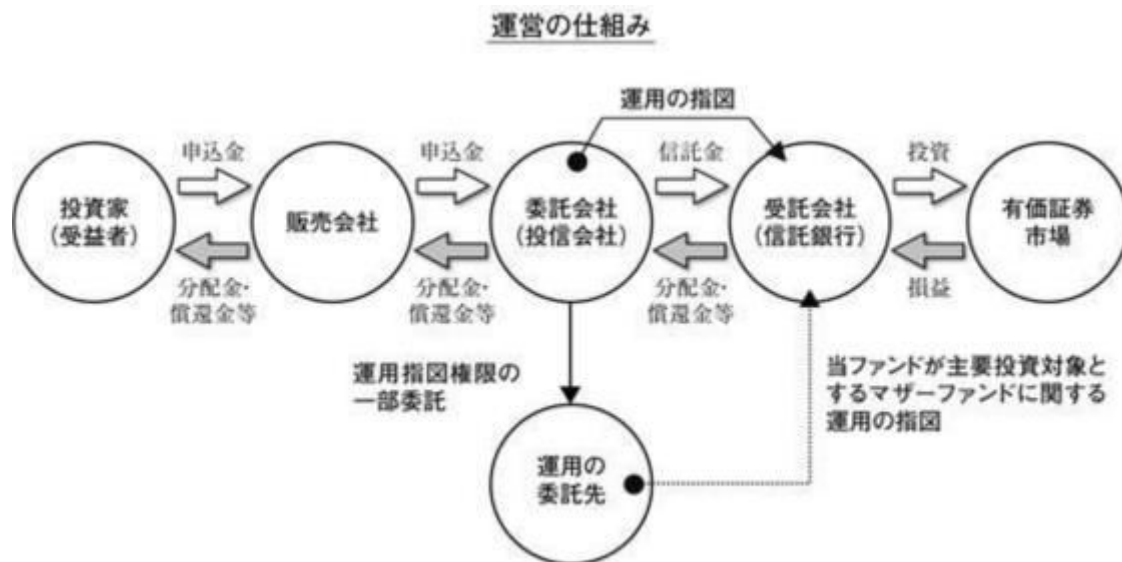 運営の仕組み
運用の指図
申込金
申込金
信託金
投資
投資家
(受益者)
販売会社
委託会社
(投信会社)
受託会社
(信託銀行)
有価証券
市場
分配金・
償還金等
分配金・
償還金等
分配金・
償還金等
損益
運用指図権限の
一部委託
当ファンドが主要投資対象と
するマザーファンドに関する
運用の指図
運用の
委託先